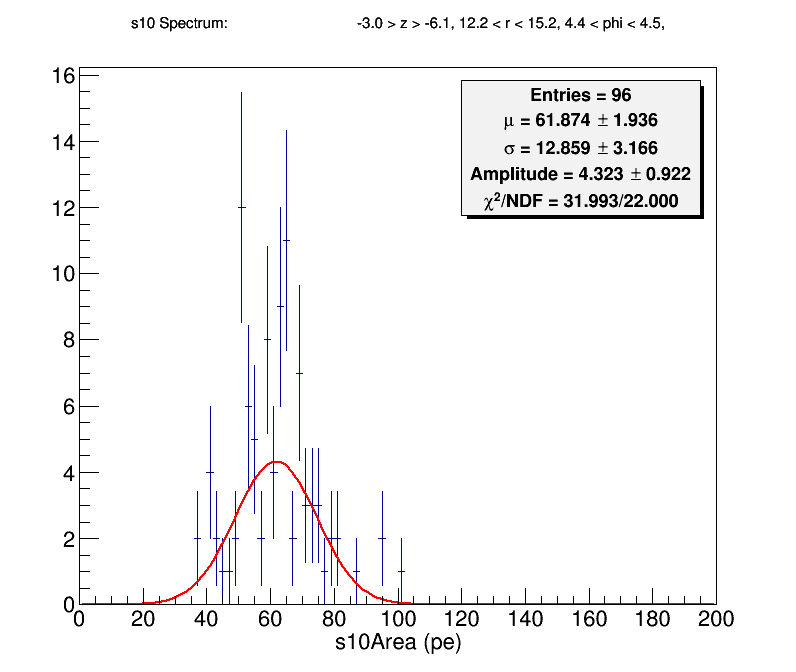 s10 Spectrum: -3.0 > z > -6.1, 12.2 < r < 15.2, 4.4 < phi < 4.5,
Entries = 96
μ = 61.874 ± 1.936
σ = 12.859 ± 3.166
Amplitude = 4.323 ± 0.922
χ²/NDF = 31.993/22.000
16
14
12
10
8
6
4
2
0
0 20 40 60 80 100 120 140 160 180 200
s10Area (pe)